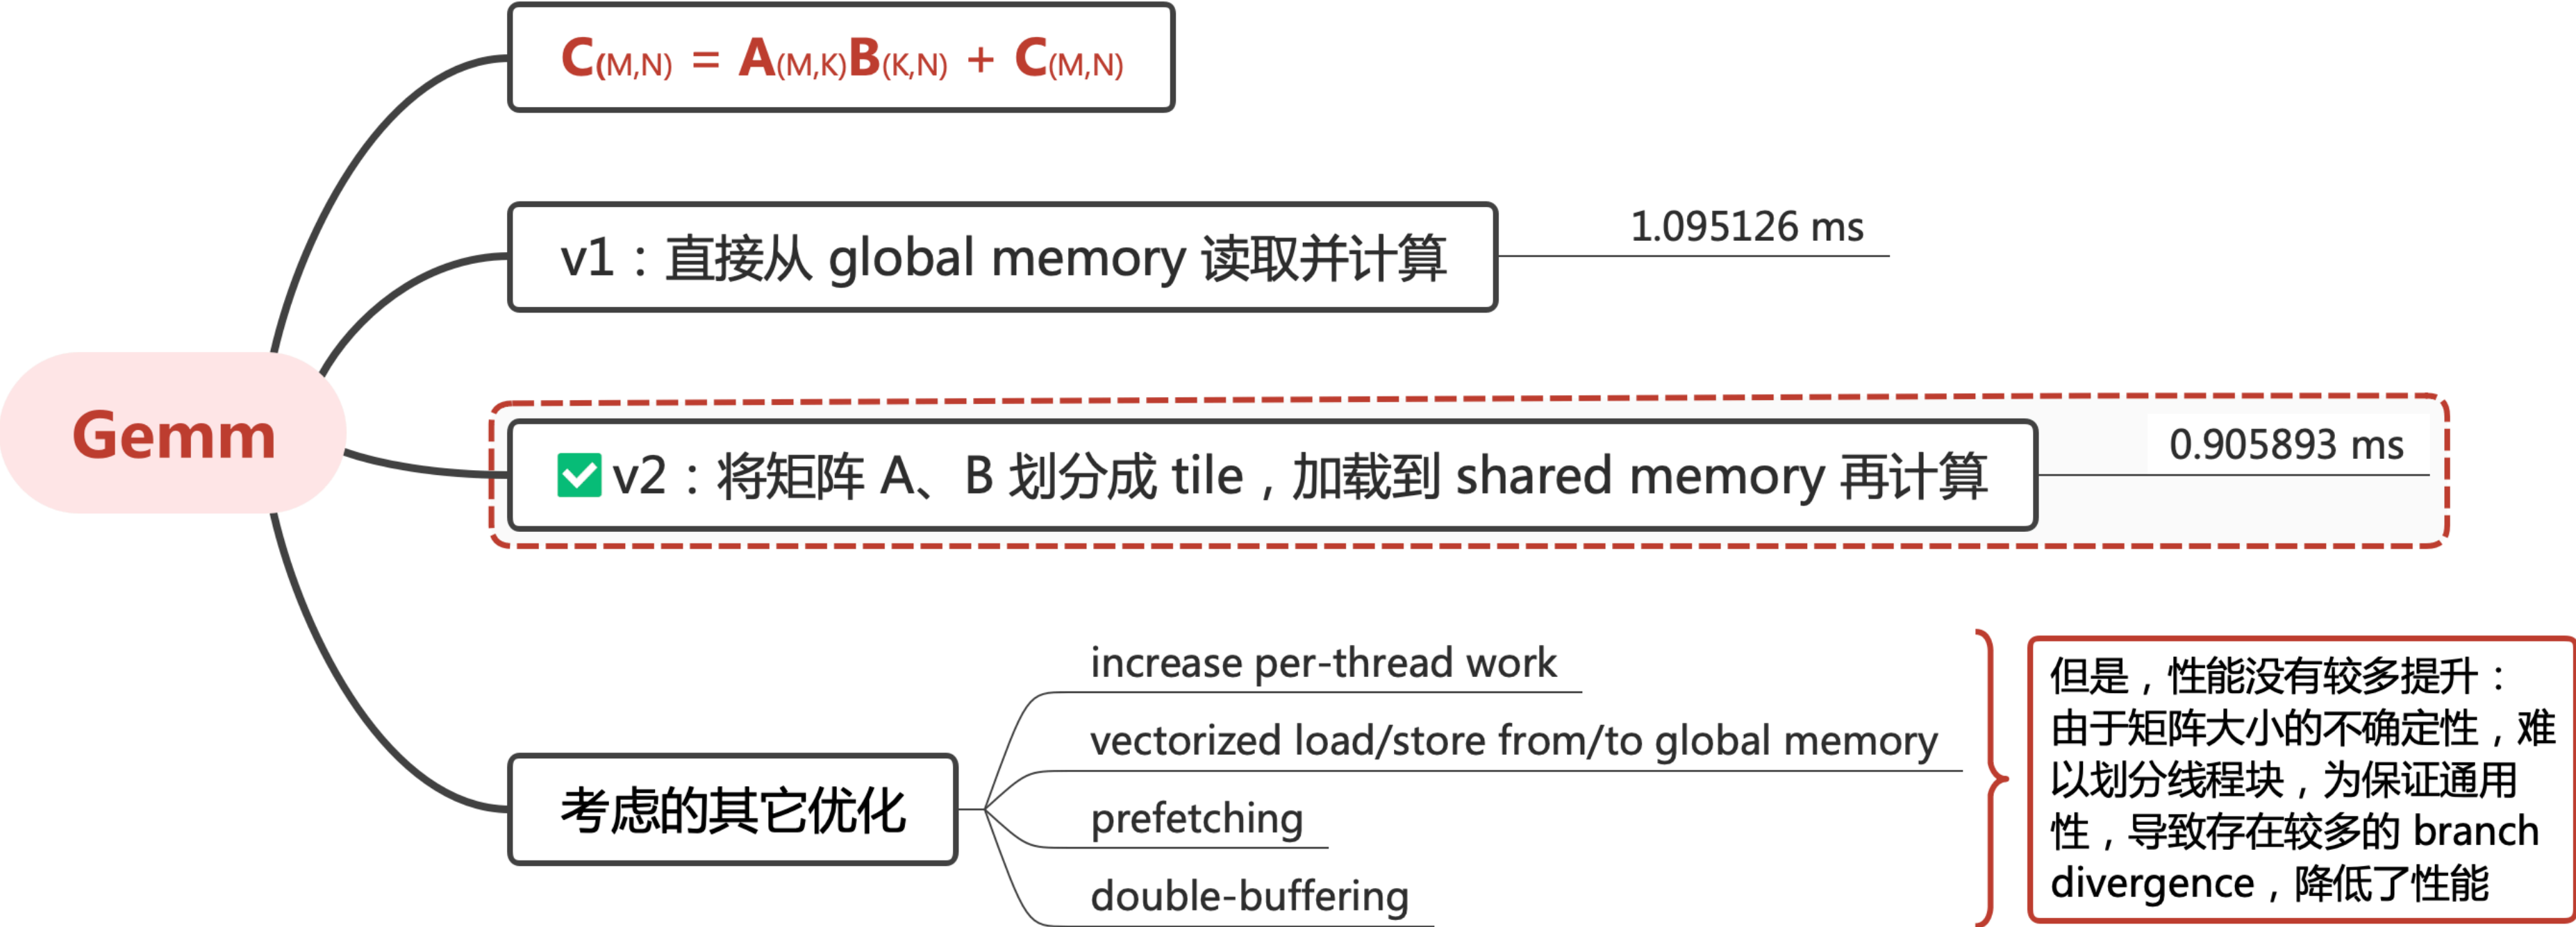 Gemm
C(M,N) = A(M,K)B(K,N) + C(M,N)
v1：直接从 global memory 读取并计算
1.095126 ms
v2：将矩阵 A、B 划分成 tile，加载到 shared memory 再计算
0.905893 ms
考虑的其它优化
increase per-thread work
vectorized load/store from/to global memory
prefetching
double-buffering
但是，性能没有较多提升：
由于矩阵大小的不确定性，难
以划分线程块，为保证通用
性，导致存在较多的 branch
divergence，降低了性能